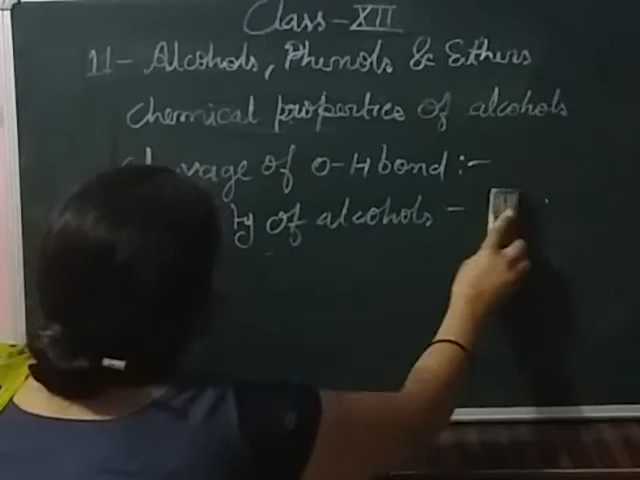 Class-XII
11- Alcohols, Phenols & Ethers
Chemical properties of alcohols
of O-H bond :-
of alcohols -